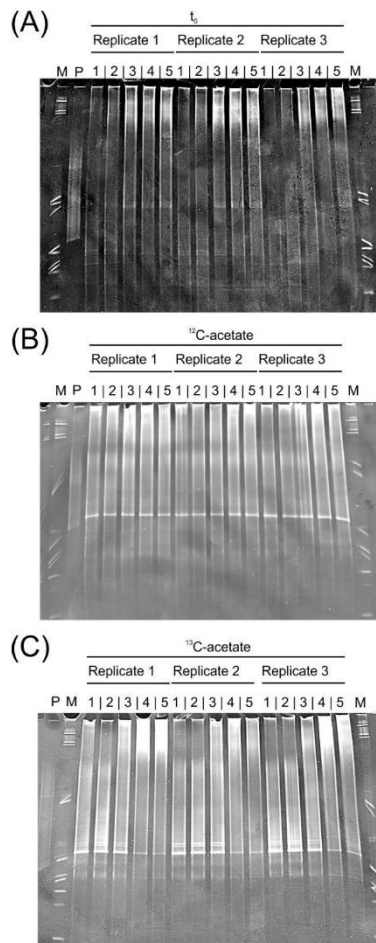 (A)
t₀
Replicate 1 Replicate 2 Replicate 3
M P 1 | 2 | 3 | 4 | 5 1 | 2 | 3 | 4 | 5 1 | 2 | 3 | 4 | 5 M
(B)
¹²C-acetate
Replicate 1 Replicate 2 Replicate 3
M P 1 | 2 | 3 | 4 | 5 | 1 | 2 | 3 | 4 | 5 | 1 | 2 | 3 | 4 | 5 M
(C)
¹³C-acetate
Replicate 1 Replicate 2 Replicate 3
P M 1 | 2 | 3 | 4 | 5 | 1 | 2 | 3 | 4 | 5 | 1 | 2 | 3 | 4 | 5 M